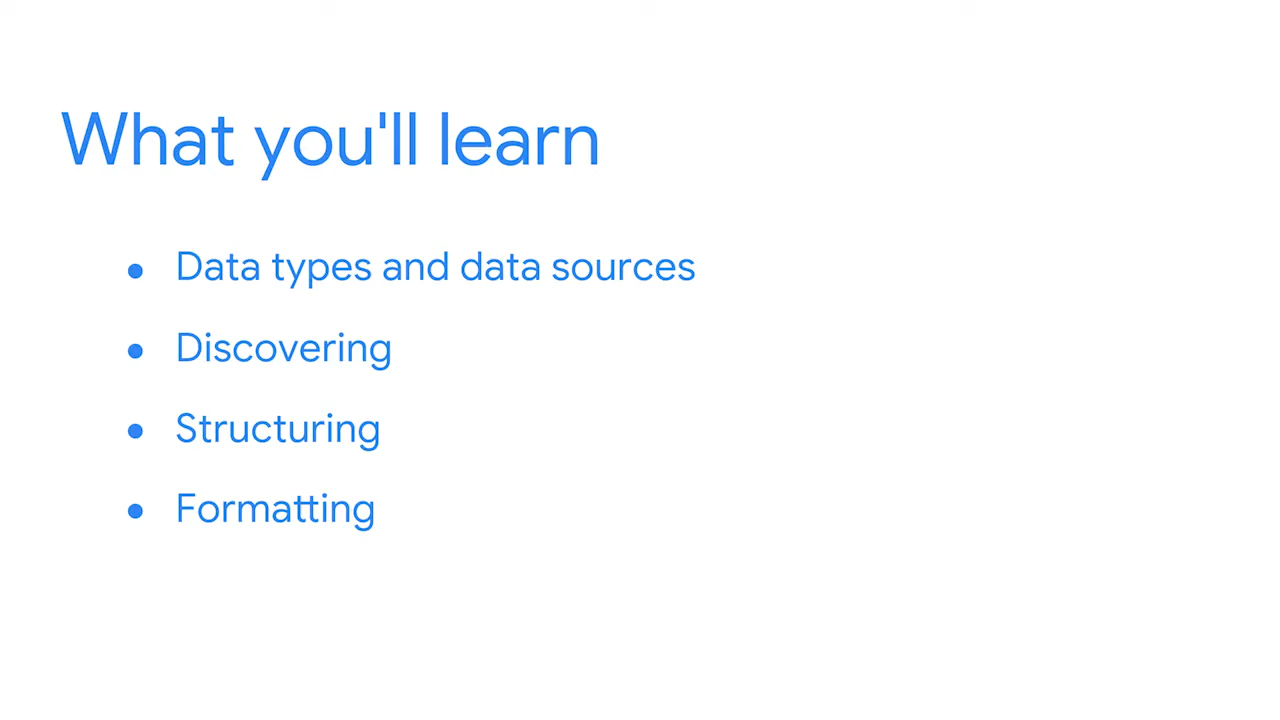 What you'll learn
● Data types and data sources
● Discovering
● Structuring
● Formatting